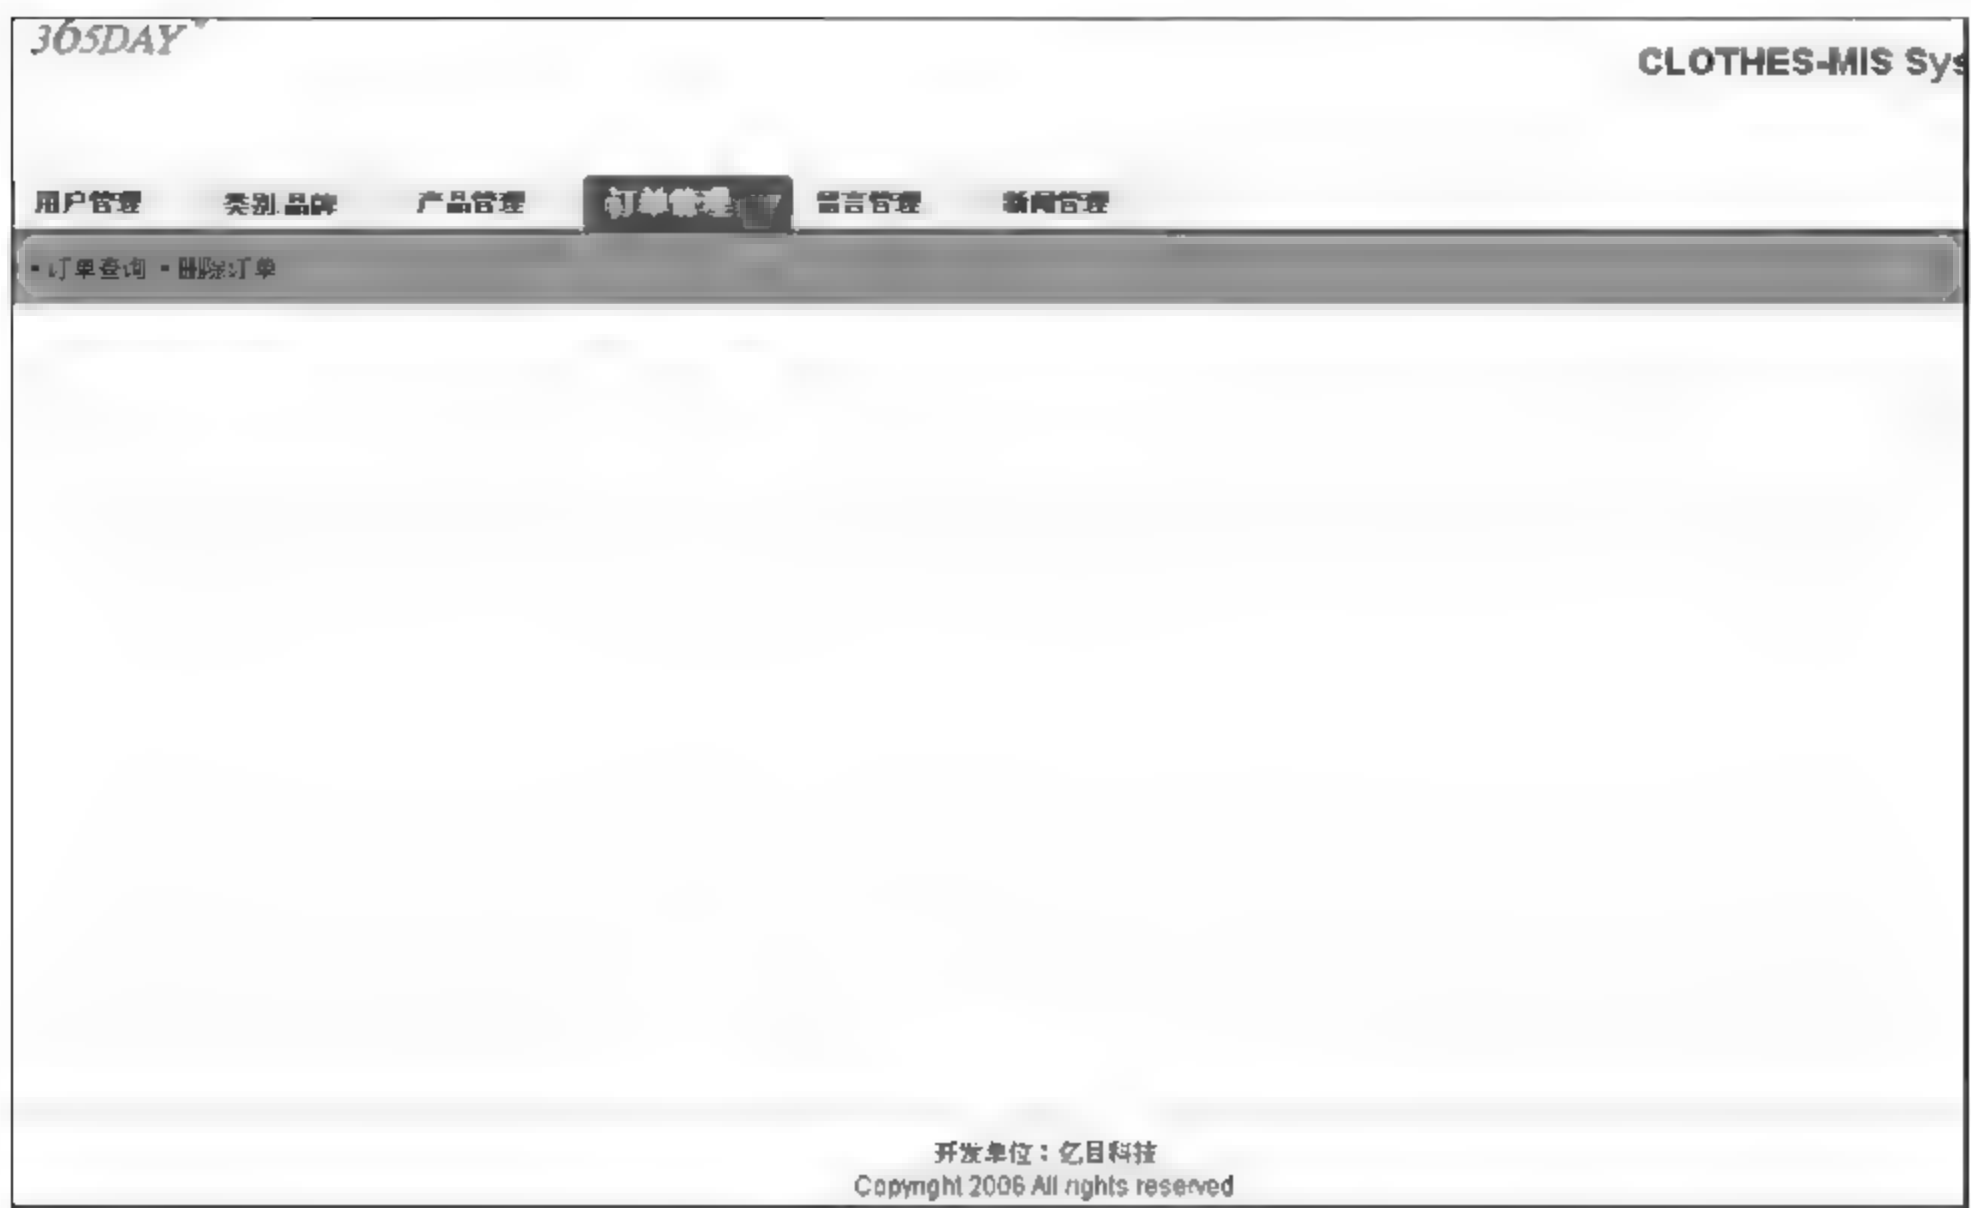 365DAY
CLOTHES-MIS Sys
用户管理 类别.品牌 产品管理 订单管理 留言管理 新闻管理
▪订单查询 ▪删除订单
开发单位：亿目科技
Copyright 2006 All rights reserved